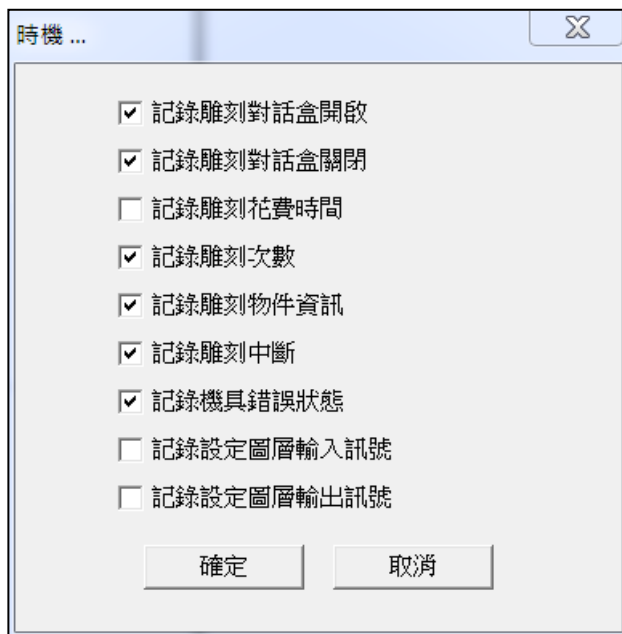 時機 ...
記錄雕刻對話盒開啟
記錄雕刻對話盒關閉
記錄雕刻花費時間
記錄雕刻次數
記錄雕刻物件資訊
記錄雕刻中斷
記錄機具錯誤狀態
記錄設定圖層輸入訊號
記錄設定圖層輸出訊號
確定 取消